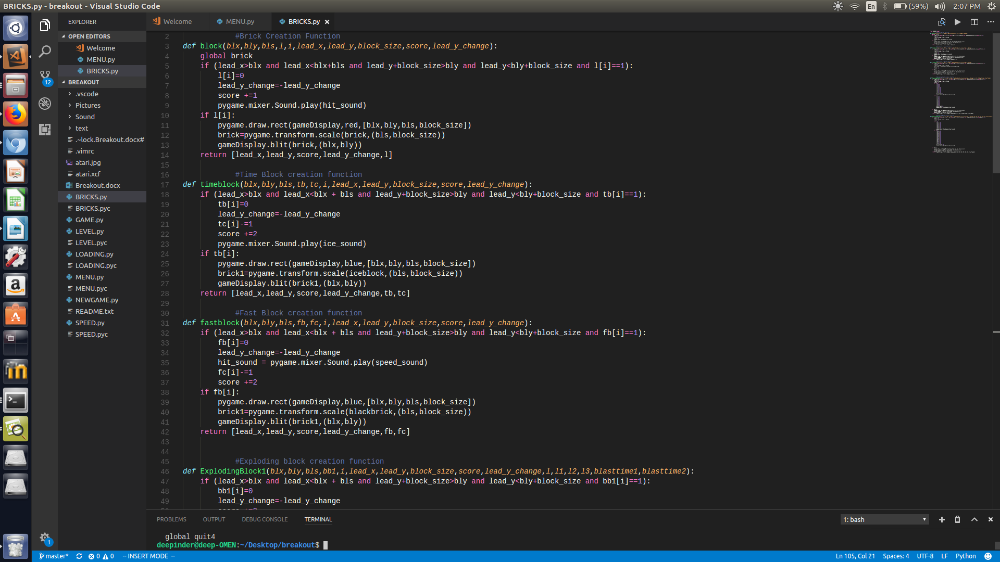 BRICKS.py - breakout - Visual Studio Code
En
(59%)
2:07 PM
EXPLORER
OPEN EDITORS
Welcome
MENU.py
BRICKS.py
12
BREAKOUT
.vscode
Pictures
Sound
text
.~lock.Breakout.docx#
.vimrc
atari.jpg
atari.xcf
Breakout.docx
BRICKS.py
BRICKS.pyc
GAME.py
LEVEL.py
LEVEL.pyc
LOADING.py
LOADING.pyc
MENU.py
MENU.pyc
NEWGAME.py
README.txt
SPEED.py
SPEED.pyc
1
Welcome
MENU.py
BRICKS.py ×
2 #Brick Creation Function
3 def block(blx,bly,bls,l,i,lead_x,lead_y,block_size,score,lead_y_change):
4 global brick
5 if (lead_x>blx and lead_x<blx+bls and lead_y+block_size>bly and lead_y<bly+block_size and l[i]==1):
6 l[i]=0
7 lead_y_change=-lead_y_change
8 score +=1
9 pygame.mixer.Sound.play(hit_sound)
10 if l[i]:
11 pygame.draw.rect(gameDisplay,red,[blx,bly,bls,block_size])
12 brick=pygame.transform.scale(brick,(bls,block_size))
13 gameDisplay.blit(brick,(blx,bly))
14 return [lead_x,lead_y,score,lead_y_change,l]
15
16 #Time Block creation function
17 def timeblock(blx,bly,bls,tb,tc,i,lead_x,lead_y,block_size,score,lead_y_change):
18 if (lead_x>blx and lead_x<blx + bls and lead_y+block_size>bly and lead_y<bly+block_size and tb[i]==1):
19 tb[i]=0
20 lead_y_change=-lead_y_change
21 tc[i]-=1
22 score +=2
23 pygame.mixer.Sound.play(ice_sound)
24 if tb[i]:
25 pygame.draw.rect(gameDisplay,blue,[blx,bly,bls,block_size])
26 brick1=pygame.transform.scale(iceblock,(bls,block_size))
27 gameDisplay.blit(brick1,(blx,bly))
28 return [lead_x,lead_y,score,lead_y_change,tb,tc]
29
30 #Fast Block creation function
31 def fastblock(blx,bly,bls,fb,fc,i,lead_x,lead_y,block_size,score,lead_y_change):
32 if (lead_x>blx and lead_x<blx + bls and lead_y+block_size>bly and lead_y<bly+block_size and fb[i]==1):
33 fb[i]=0
34 lead_y_change=-lead_y_change
35 hit_sound = pygame.mixer.Sound.play(speed_sound)
36 fc[i]-=1
37 score +=2
38 if fb[i]:
39 pygame.draw.rect(gameDisplay,blue,[blx,bly,bls,block_size])
40 brick1=pygame.transform.scale(blackbrick,(bls,block_size))
41 gameDisplay.blit(brick1,(blx,bly))
42 return [lead_x,lead_y,score,lead_y_change,fb,fc]
43
44
45 #Exploding block creation function
46 def ExplodingBlock1(blx,bly,bls,bb1,i,lead_x,lead_y,block_size,score,lead_y_change,l,l1,l2,l3,blasttime1,blasttime2):
47 if (lead_x>blx and lead_x<blx + bls and lead_y+block_size>bly and lead_y<bly+block_size and bb1[i]==1):
48 bb1[i]=0
49 lead_y_change=-lead_y_change
PROBLEMS OUTPUT DEBUG CONSOLE TERMINAL
1: bash
global quit4
deepinder@deep-OMEN:~/Desktop/breakout$
master* 0 0 -- INSERT MODE --
Ln 105, Col 21 Spaces: 4 UTF-8 LF Python